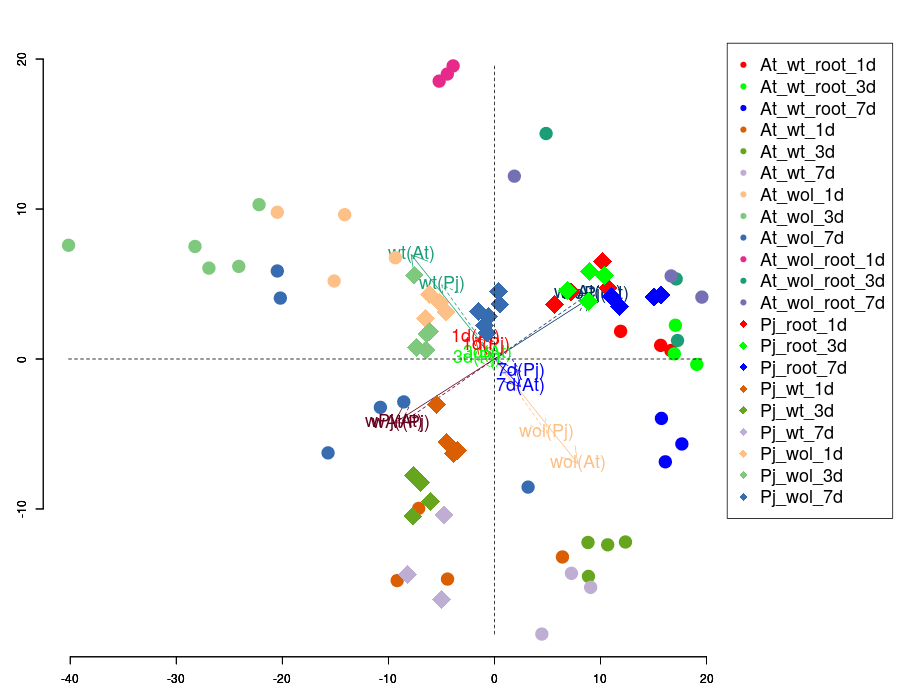 20
10
0
-10
-40
-30
-20
-10
0
10
20
wt(At)
wt(Pj)
1d(Pj)
3d(At)
3d(Pj)
7d(Pj)
7d(At)
wol(Pj)
wol(At)
At_wt_root_1d
At_wt_root_3d
At_wt_root_7d
At_wt_1d
At_wt_3d
At_wt_7d
At_wol_1d
At_wol_3d
At_wol_7d
At_wol_root_1d
At_wol_root_3d
At_wol_root_7d
Pj_root_1d
Pj_root_3d
Pj_root_7d
Pj_wt_1d
Pj_wt_3d
Pj_wt_7d
Pj_wol_1d
Pj_wol_3d
Pj_wol_7d